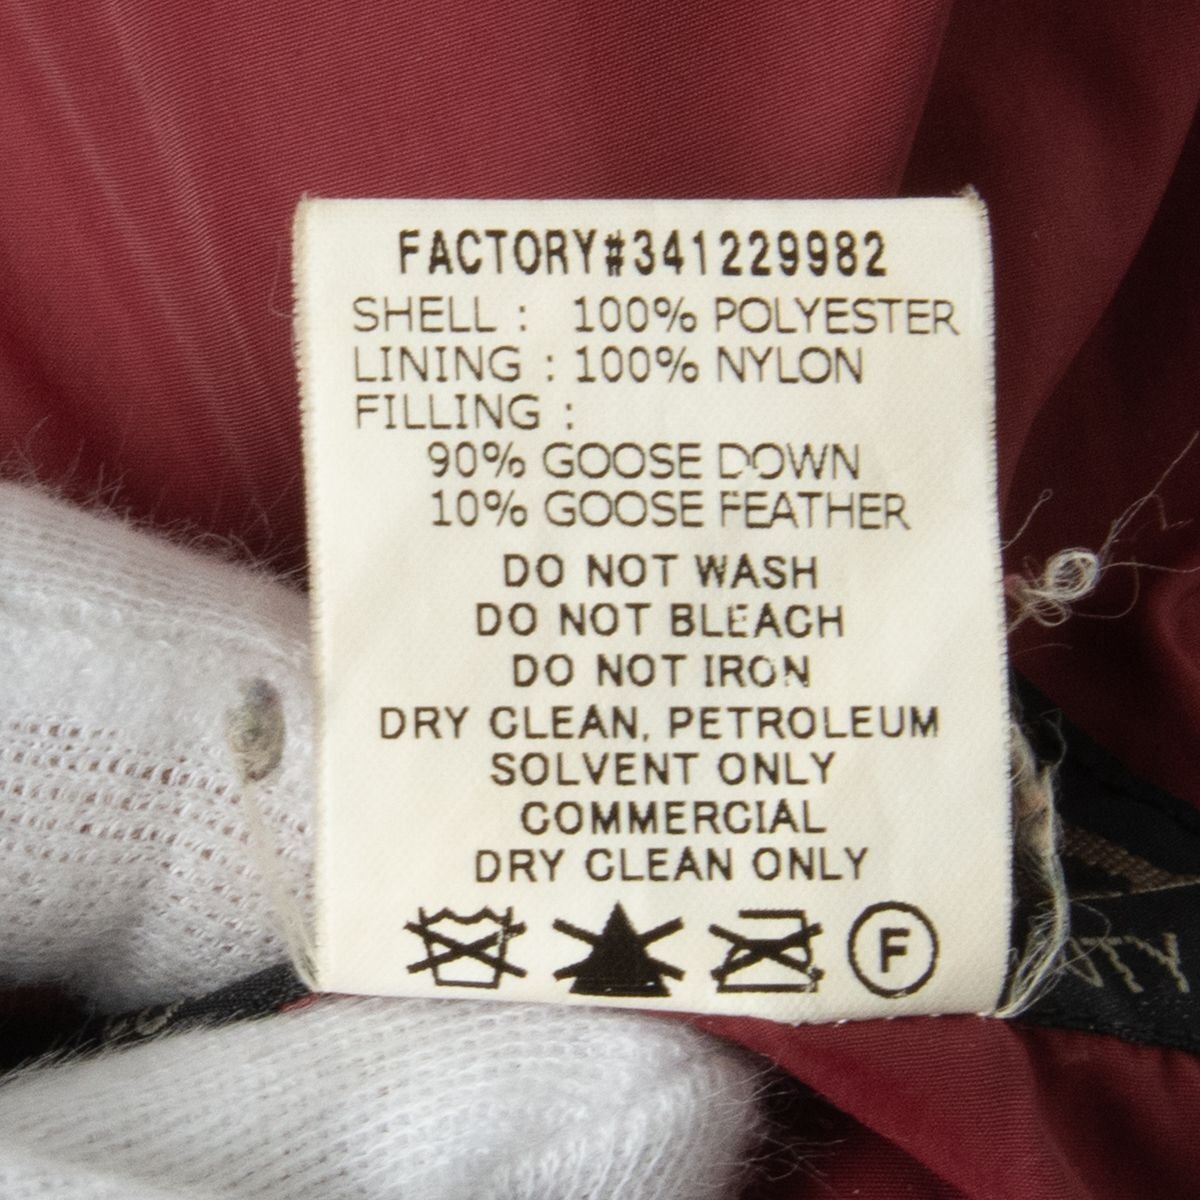 FACTORY#341229982
SHELL : 100% POLYESTER
LINING : 100% NYLON
FILLING :
90% GOOSE DOWN
10% GOOSE FEATHER
DO NOT WASH
DO NOT BLEACH
DO NOT IRON
DRY CLEAN, PETROLEUM
SOLVENT ONLY
COMMERCIAL
DRY CLEAN ONLY
F